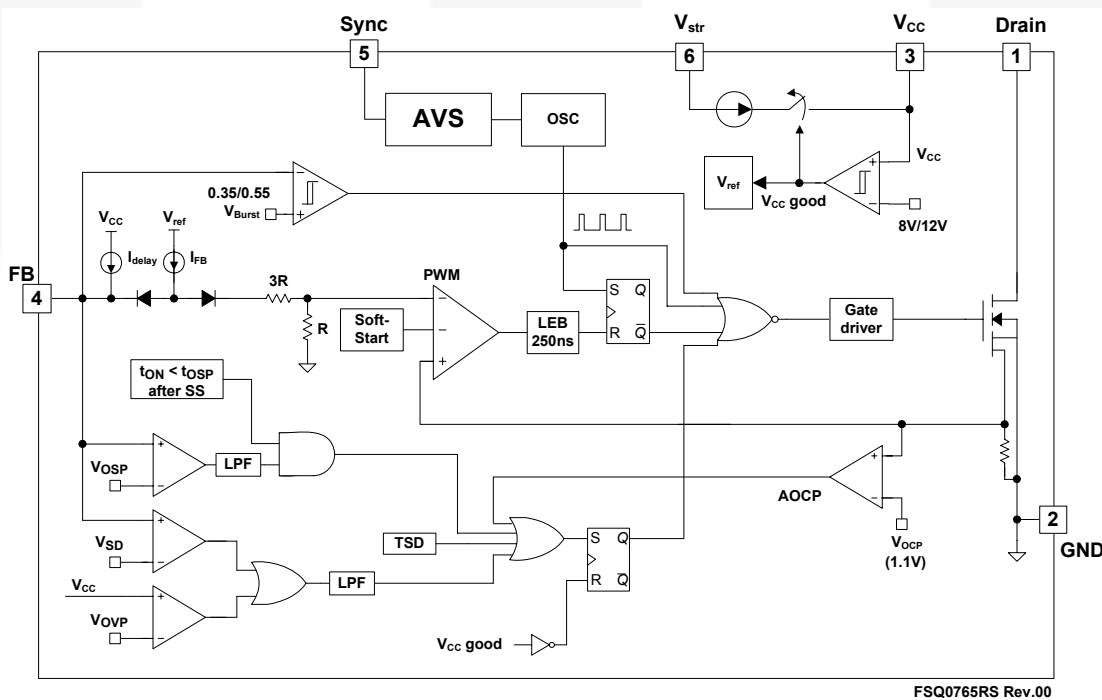 Sync
5
Vstr
6
VCC
3
Drain
1
AVS
OSC
VCC
Vref
VCC good
8V/12V
0.35/0.55
VBurst
VCC
Vref
Idelay
IFB
FB
4
3R
R
PWM
Soft-
Start
LEB
250ns
S Q
R Q
Gate
driver
tON < tOSP
after SS
VOSP
LPF
AOCP
VOCP
(1.1V)
2
GND
VSD
TSD
S Q
R Q
LPF
VCC
VOVP
VCC good
FSQ0765RS Rev.00